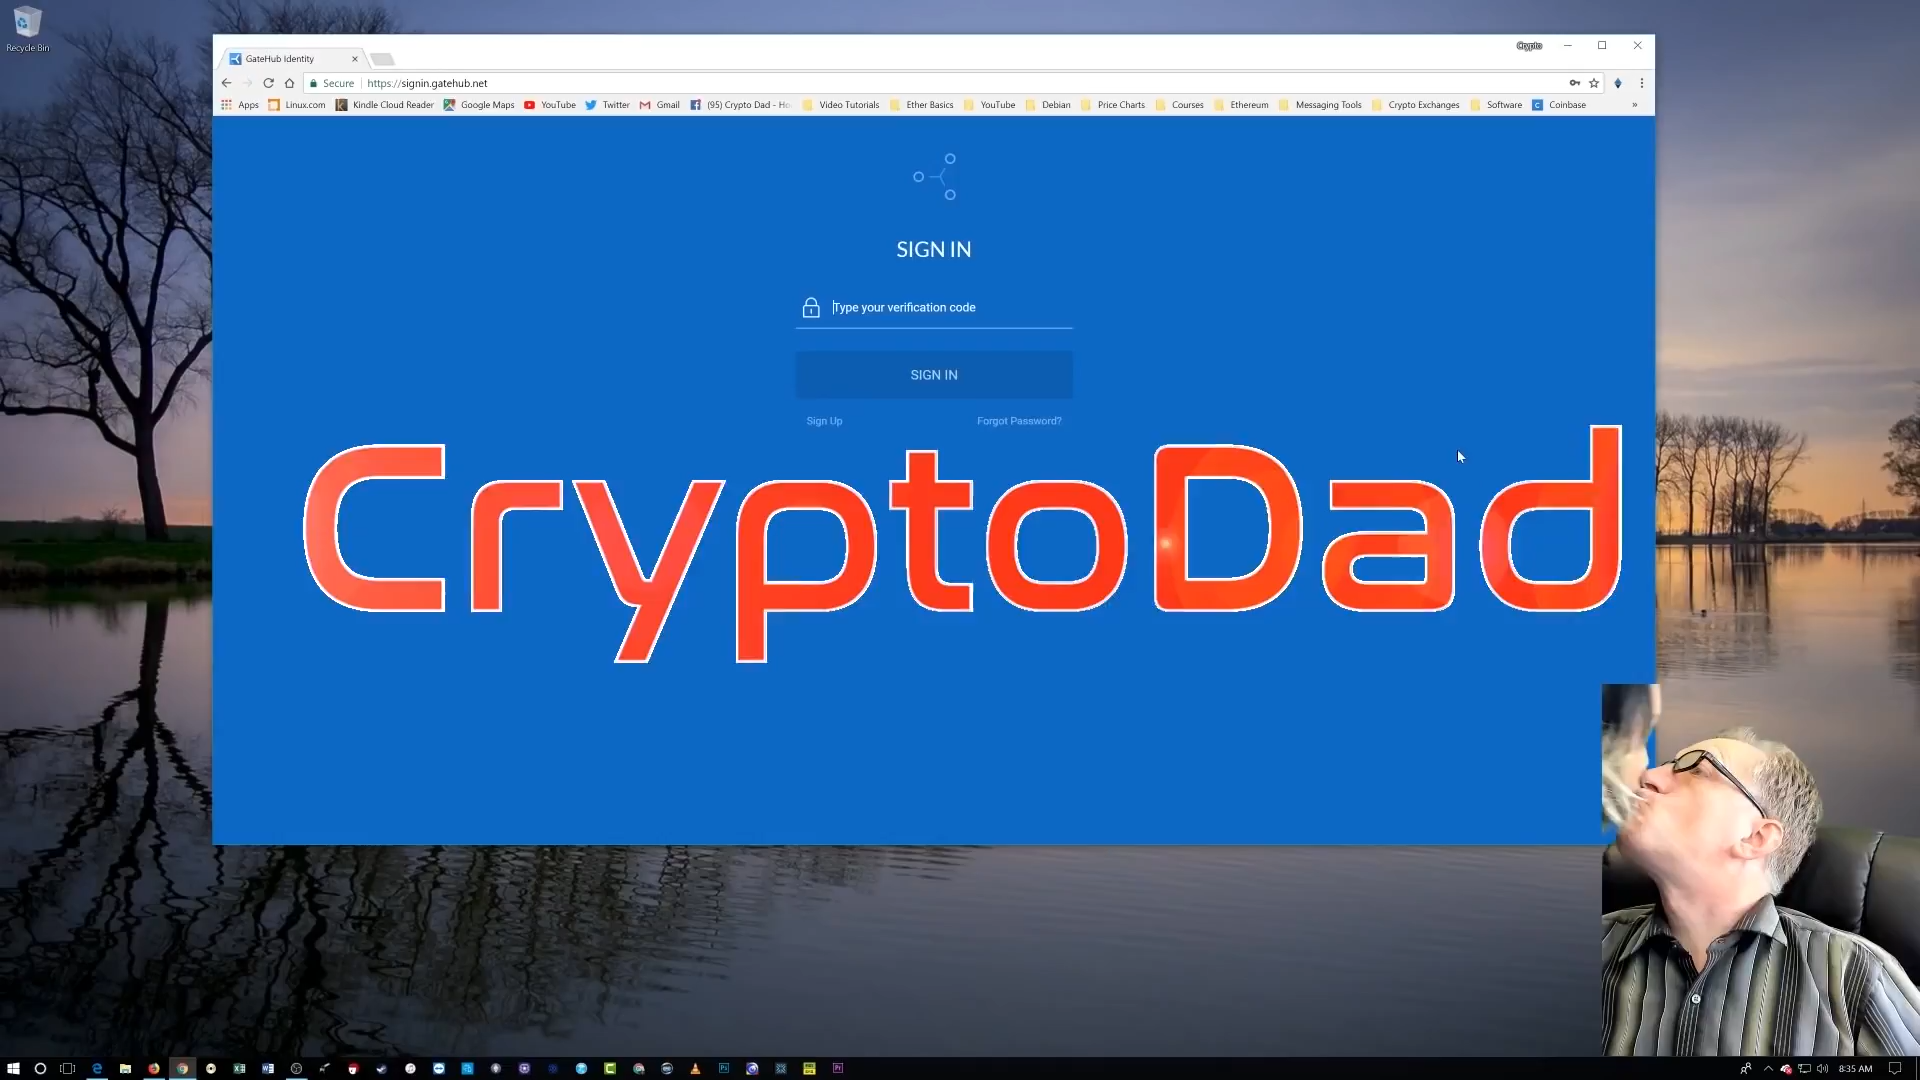 Recycle Bin
GateHub Identity
Crypto
Secure https://signin.gatehub.net
Apps Linux.com Kindle Cloud Reader Google Maps YouTube Twitter Gmail (95) Crypto Dad - Ho Video Tutorials Ether Basics YouTube Debian Price Charts Courses Ethereum Messaging Tools Crypto Exchanges Software Coinbase »
SIGN IN
Type your verification code
SIGN IN
Sign Up Forgot Password?
CryptoDad
8:35 AM